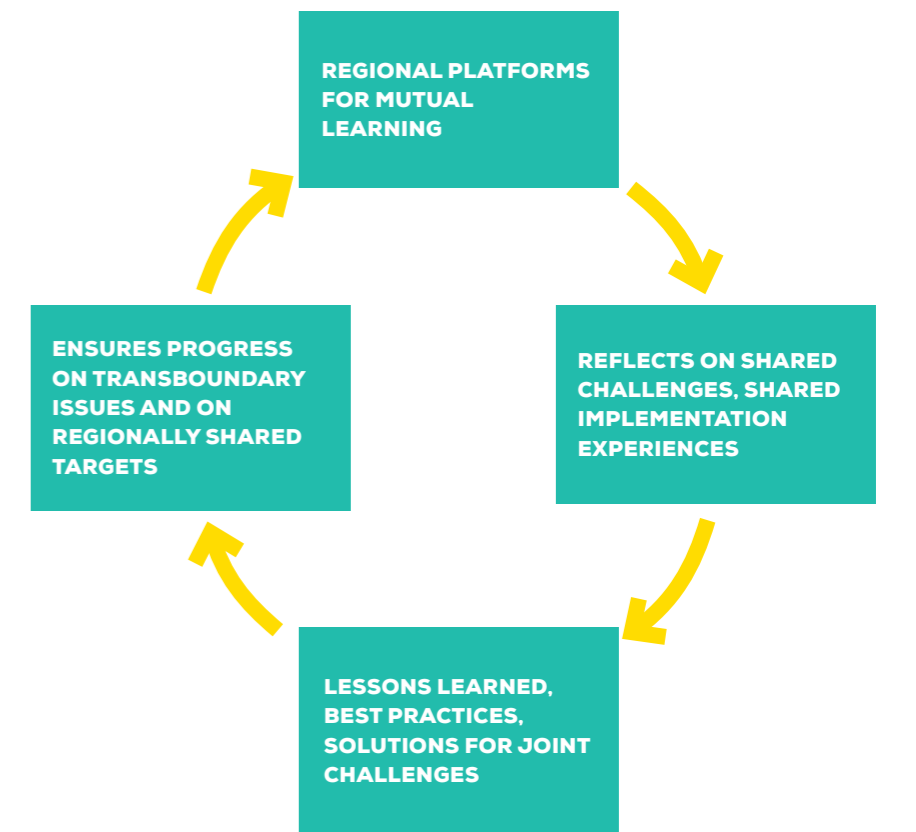 REGIONAL PLATFORMS
FOR MUTUAL
LEARNING
REFLECTS ON SHARED
CHALLENGES, SHARED
IMPLEMENTATION
EXPERIENCES
LESSONS LEARNED,
BEST PRACTICES,
SOLUTIONS FOR JOINT
CHALLENGES
ENSURES PROGRESS
ON TRANSBOUNDARY
ISSUES AND ON
REGIONALLY SHARED
TARGETS